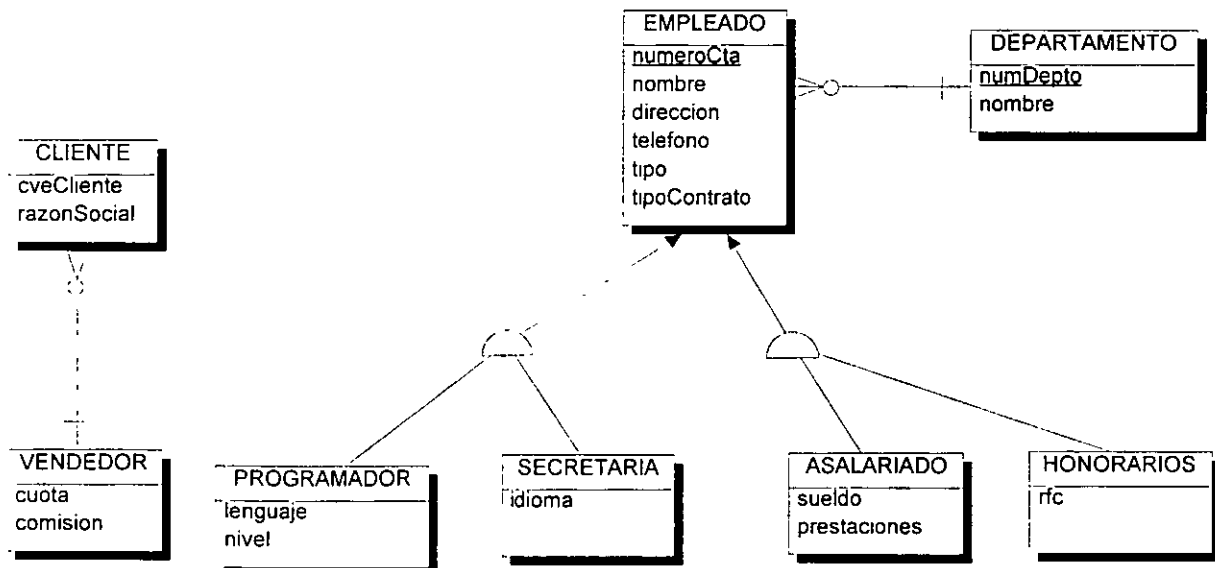 EMPLEADO
numeroCta
nombre
direccion
telefono
tipo
tipoContrato
DEPARTAMENTO
numDepto
nombre
CLIENTE
cveCliente
razonSocial
VENDEDOR
cuota
comision
PROGRAMADOR
lenguaje
nivel
SECRETARIA
idioma
ASALARIADO
sueldo
prestaciones
HONORARIOS
rfc